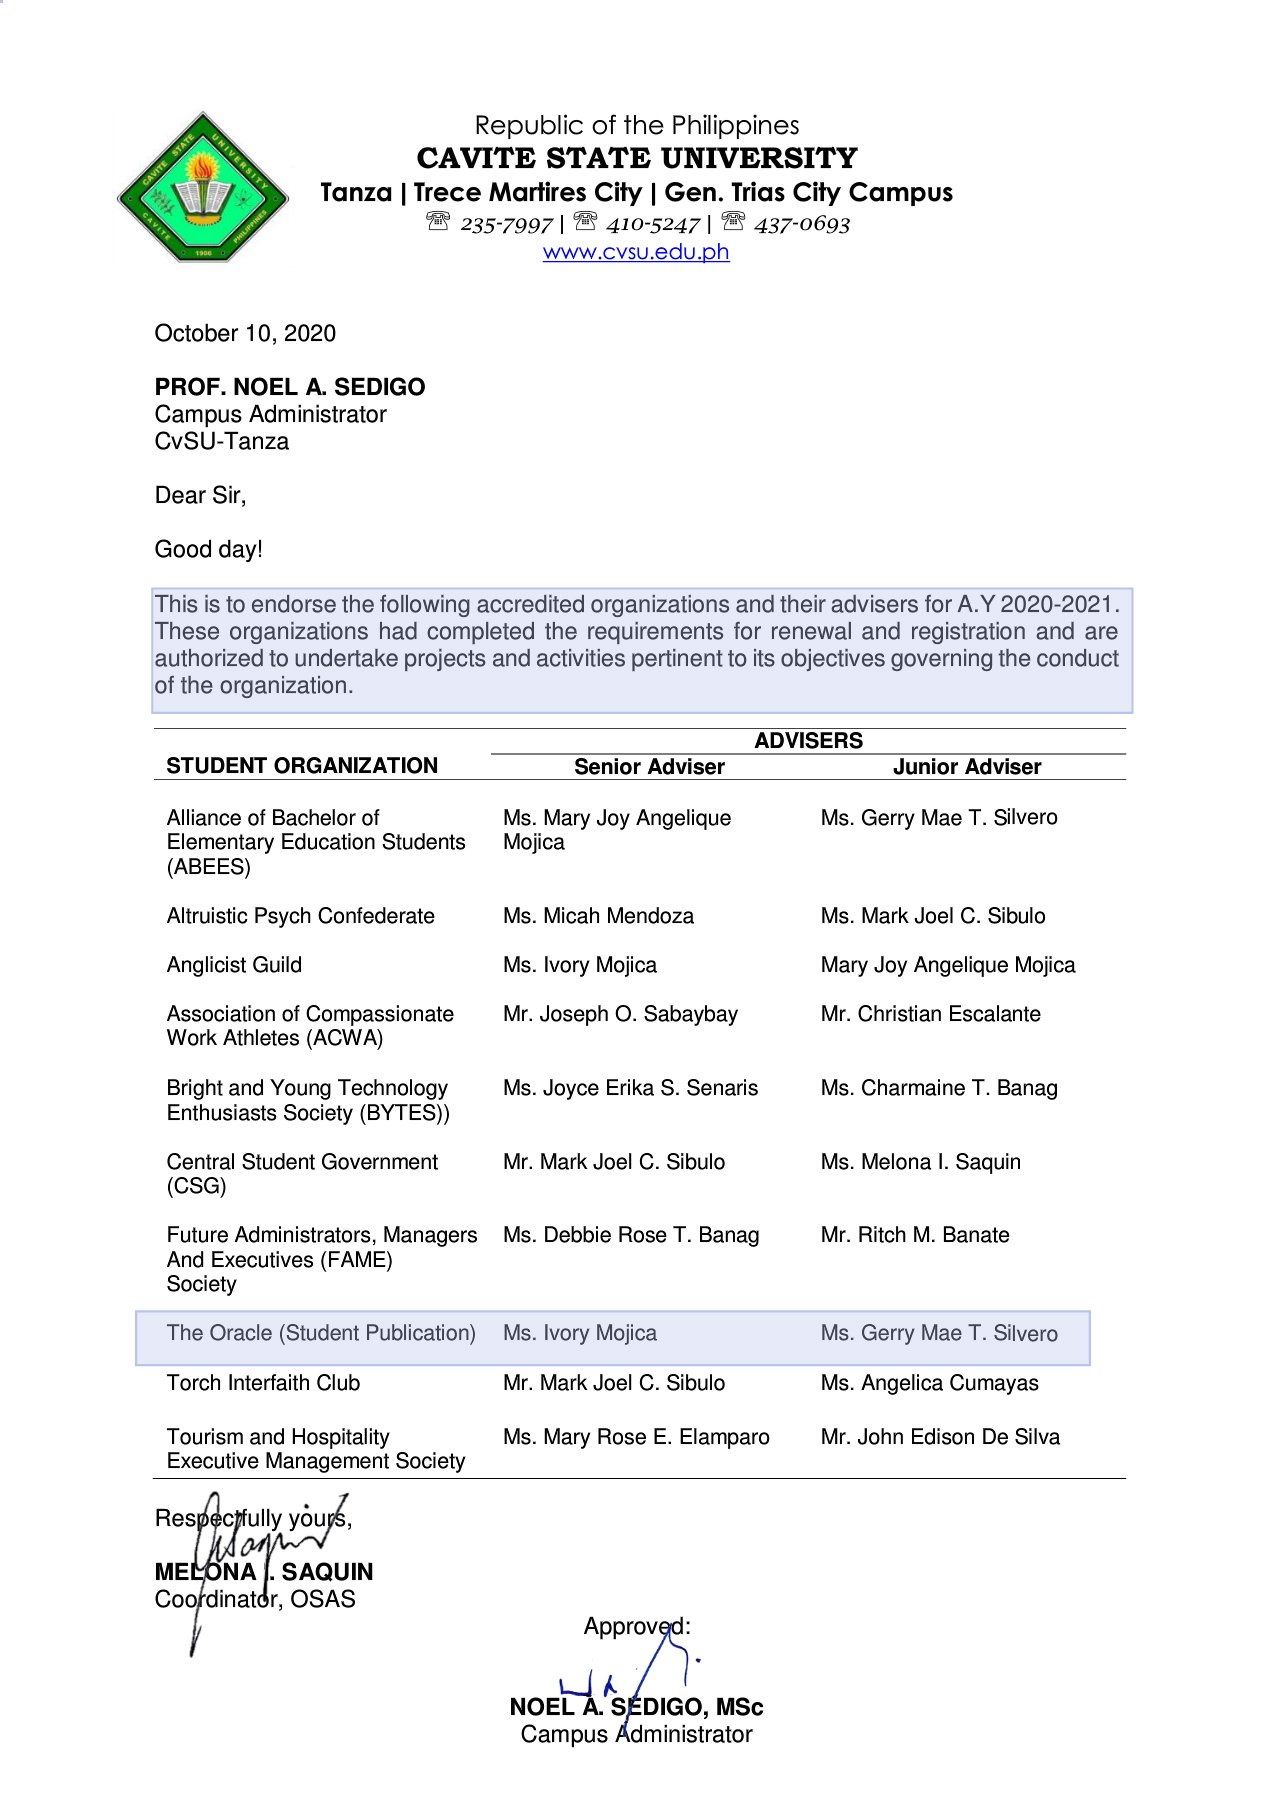 Republic of the Philippines
CAVITE STATE UNIVERSITY
Tanza | Trece Martires City | Gen. Trias City Campus
☏ 235-7997 | ☏ 410-5247 | ☏ 437-0693
www.cvsu.edu.ph
CAVITE STATE UNIVERSITY
CAVITE PHILIPPINES
1906
October 10, 2020
PROF. NOEL A. SEDIGO
Campus Administrator
CvSU-Tanza
Dear Sir,
Good day!
This is to endorse the following accredited organizations and their advisers for A.Y 2020-2021.
These organizations had completed the requirements for renewal and registration and are
authorized to undertake projects and activities pertinent to its objectives governing the conduct
of the organization.
ADVISERS
STUDENT ORGANIZATION Senior Adviser Junior Adviser
Alliance of Bachelor of Ms. Mary Joy Angelique Ms. Gerry Mae T. Silvero
Elementary Education Students Mojica
(ABEES)
Altruistic Psych Confederate Ms. Micah Mendoza Ms. Mark Joel C. Sibulo
Anglicist Guild Ms. Ivory Mojica Mary Joy Angelique Mojica
Association of Compassionate Mr. Joseph O. Sabaybay Mr. Christian Escalante
Work Athletes (ACWA)
Bright and Young Technology Ms. Joyce Erika S. Senaris Ms. Charmaine T. Banag
Enthusiasts Society (BYTES))
Central Student Government Mr. Mark Joel C. Sibulo Ms. Melona I. Saquin
(CSG)
Future Administrators, Managers Ms. Debbie Rose T. Banag Mr. Ritch M. Banate
And Executives (FAME)
Society
The Oracle (Student Publication) Ms. Ivory Mojica Ms. Gerry Mae T. Silvero
Torch Interfaith Club Mr. Mark Joel C. Sibulo Ms. Angelica Cumayas
Tourism and Hospitality Ms. Mary Rose E. Elamparo Mr. John Edison De Silva
Executive Management Society
Respectfully yours,
MELONA I. SAQUIN
Coordinator, OSAS
Approved:
NOEL A. SEDIGO, MSc
Campus Administrator